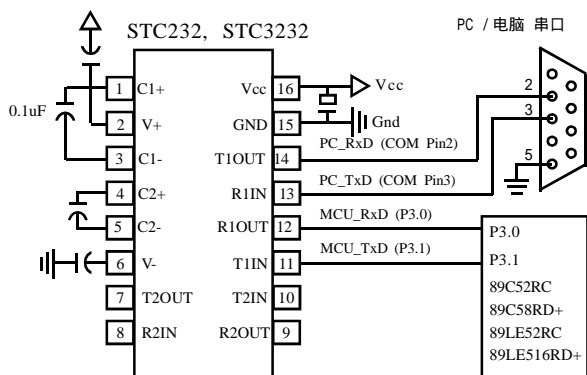 PC / 电脑 串口
STC232, STC3232
0.1uF
1 C1+ Vcc 16 Vcc
2 V+ GND 15 Gnd
3 C1- T1OUT 14 PC_RxD (COM Pin2)
4 C2+ R1IN 13 PC_TxD (COM Pin3)
5 C2- R1OUT 12 MCU_RxD (P3.0)
6 V- T1IN 11 MCU_TxD (P3.1)
7 T2OUT T2IN 10
8 R2IN R2OUT 9
2
3
5
P3.0
P3.1
89C52RC
89C58RD+
89LE52RC
89LE516RD+